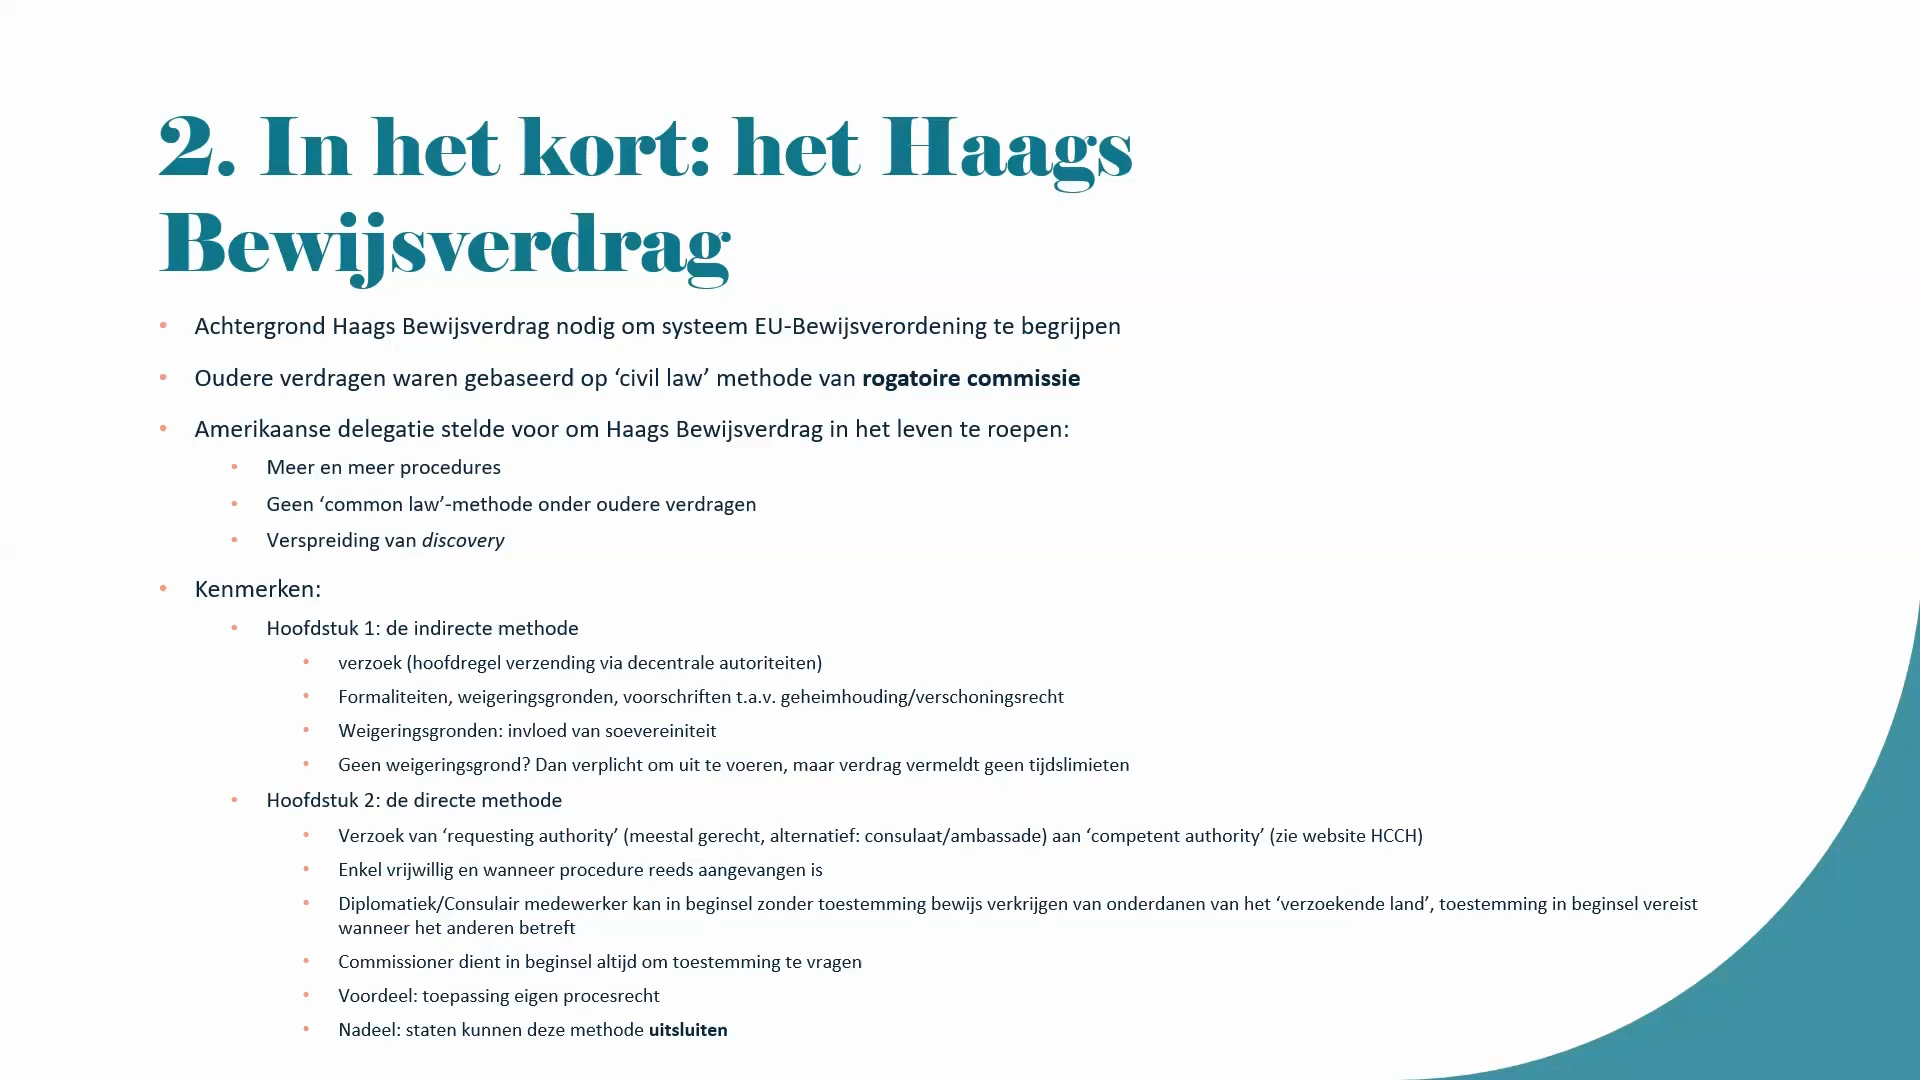 2. In het kort: het Haags
Bewijsverdrag
• Achtergrond Haags Bewijsverdrag nodig om systeem EU-Bewijsverordening te begrijpen
• Oudere verdragen waren gebaseerd op ‘civil law’ methode van rogatoire commissie
• Amerikaanse delegatie stelde voor om Haags Bewijsverdrag in het leven te roepen:
• Meer en meer procedures
• Geen ‘common law’-methode onder oudere verdragen
• Verspreiding van discovery
• Kenmerken:
• Hoofdstuk 1: de indirecte methode
• verzoek (hoofdregel verzending via decentrale autoriteiten)
• Formaliteiten, weigeringsgronden, voorschriften t.a.v. geheimhouding/verschoningsrecht
• Weigeringsgronden: invloed van soevereiniteit
• Geen weigeringsgrond? Dan verplicht om uit te voeren, maar verdrag vermeldt geen tijdslimieten
• Hoofdstuk 2: de directe methode
• Verzoek van ‘requesting authority’ (meestal gerecht, alternatief: consulaat/ambassade) aan ‘competent authority’ (zie website HCCH)
• Enkel vrijwillig en wanneer procedure reeds aangevangen is
• Diplomatiek/Consulair medewerker kan in beginsel zonder toestemming bewijs verkrijgen van onderdanen van het ‘verzoekende land’, toestemming in beginsel vereist
wanneer het anderen betreft
• Commissioner dient in beginsel altijd om toestemming te vragen
• Voordeel: toepassing eigen procesrecht
• Nadeel: staten kunnen deze methode uitsluiten